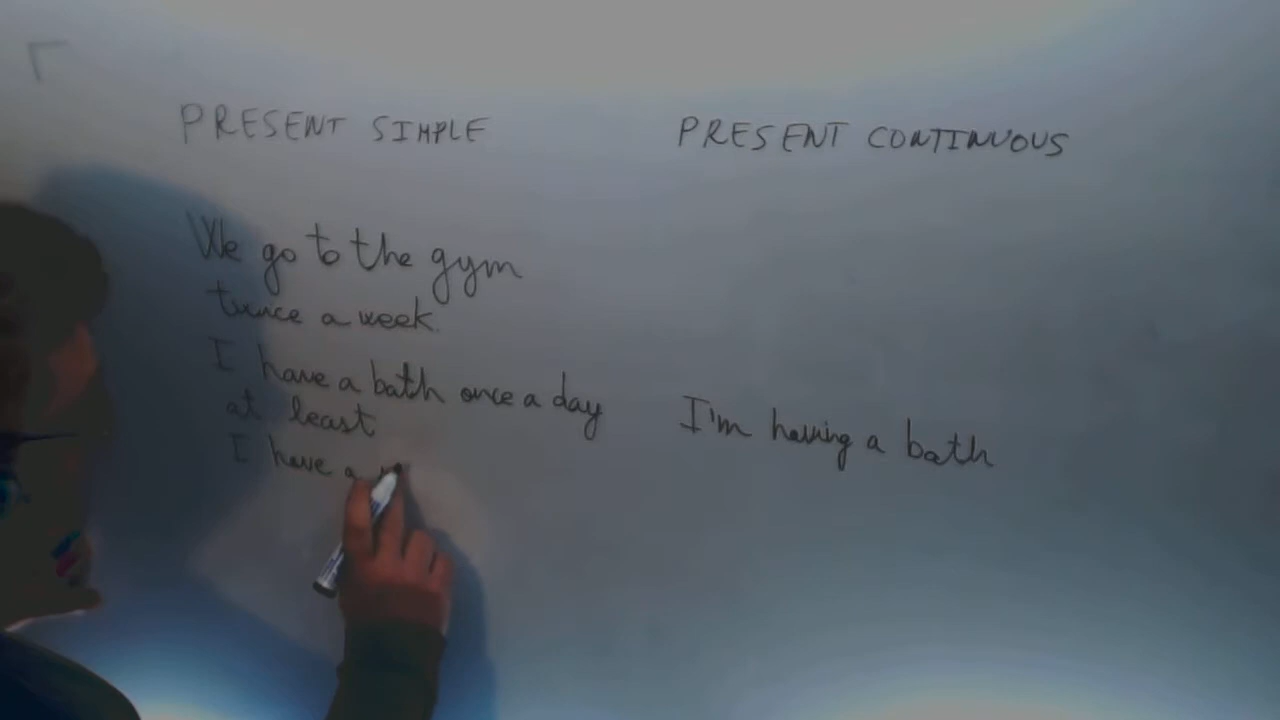 PRESENT SIMPLE
PRESENT CONTINUOUS
We go to the gym
twice a week.
I have a bath once a day
at least
I'm having a bath
I have a